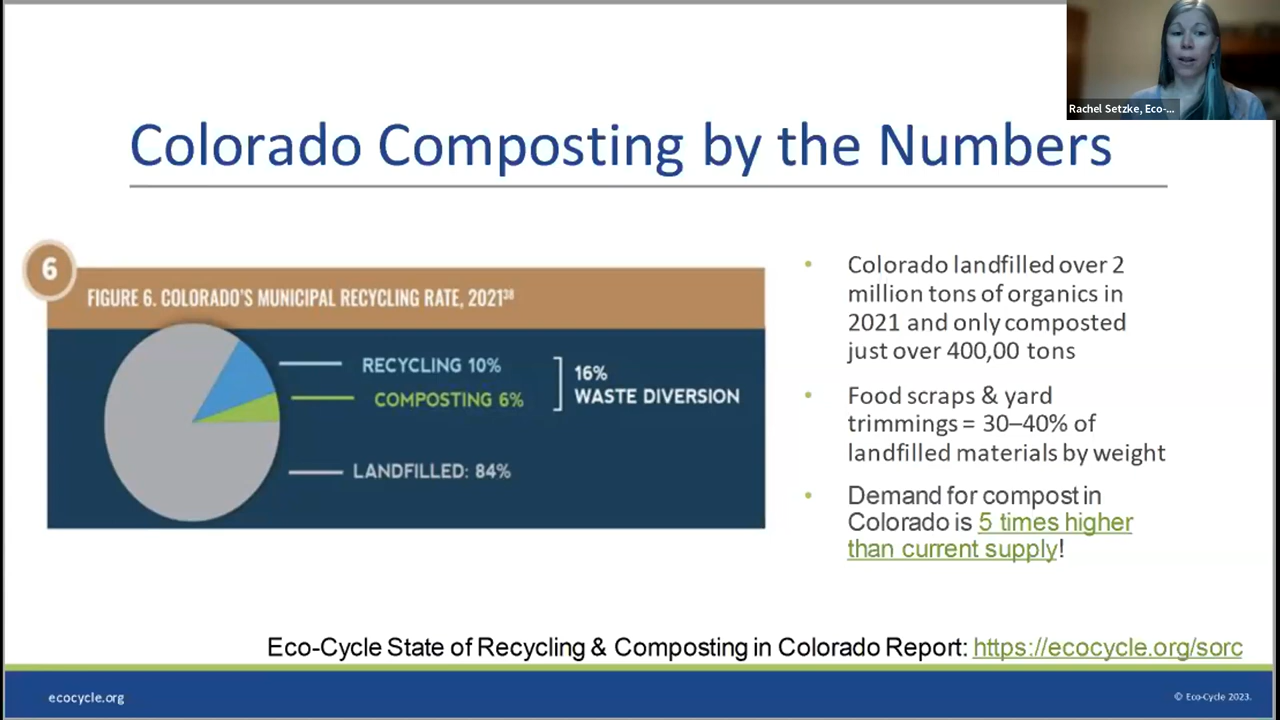 Rachel Setzke, Eco-...
Colorado Composting by the Numbers
6
FIGURE 6. COLORADO'S MUNICIPAL RECYCLING RATE, 2021³⁸
RECYCLING 10%
COMPOSTING 6%
16%
WASTE DIVERSION
LANDFILLED: 84%
• Colorado landfilled over 2
million tons of organics in
2021 and only composted
just over 400,00 tons
• Food scraps & yard
trimmings = 30–40% of
landfilled materials by weight
• Demand for compost in
Colorado is 5 times higher
than current supply!
Eco-Cycle State of Recycling & Composting in Colorado Report: https://ecocycle.org/sorc
ecocycle.org
© Eco-Cycle 2023.